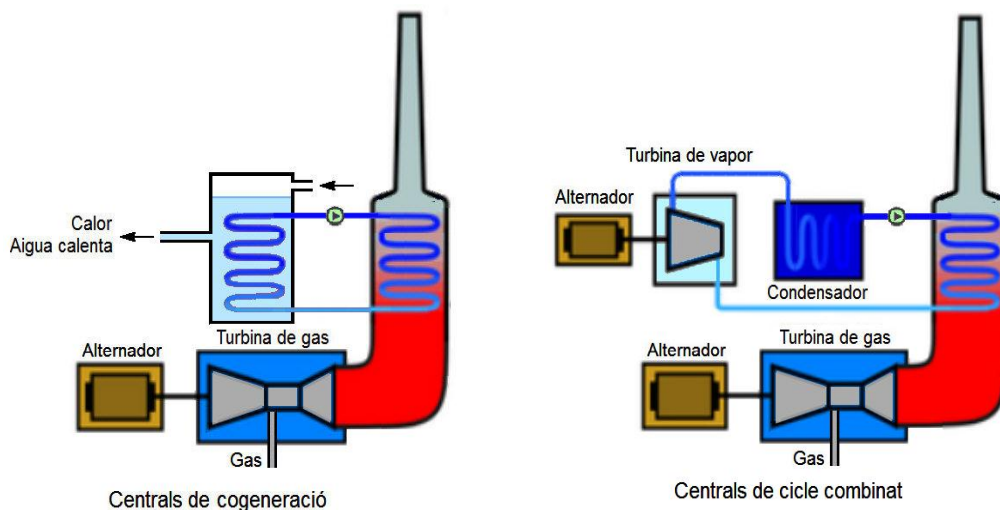 Calor
Aigua calenta
Turbina de gas
Alternador
Gas
Centrals de cogeneració
Turbina de vapor
Alternador
Condensador
Turbina de gas
Alternador
Gas
Centrals de cicle combinat